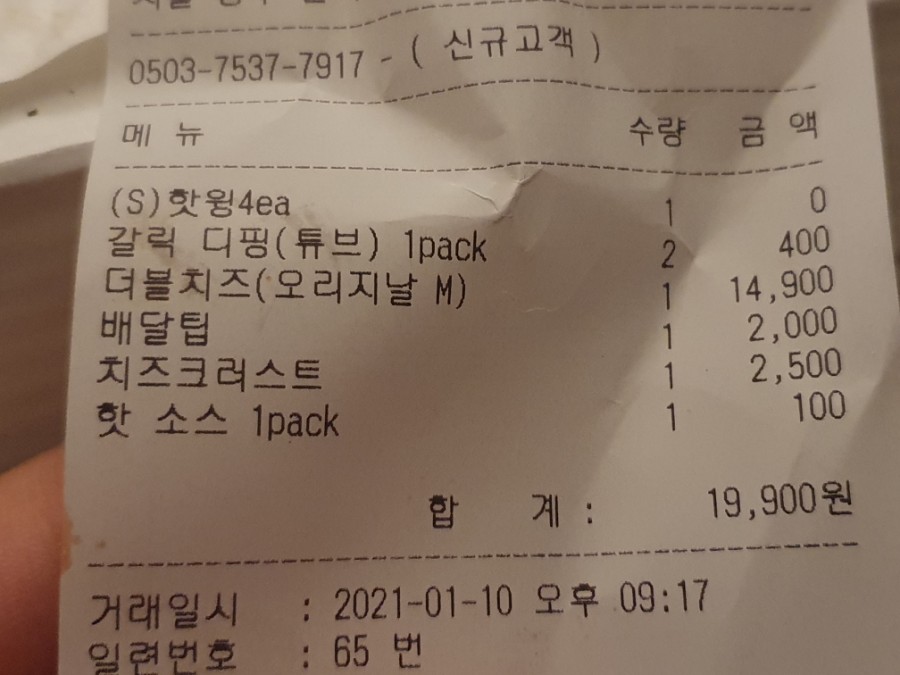 0503-7537-7917 - ( 신규고객 )
메 뉴 수량 금 액
(S)핫윙4ea 1 0
갈릭 디핑(튜브) 1pack 2 400
더블치즈(오리지날 M) 1 14,900
배달팁 1 2,000
치즈크러스트 1 2,500
핫 소스 1pack 1 100
합 계 : 19,900원
거래일시 : 2021-01-10 오후 09:17
일련번호 : 65 번